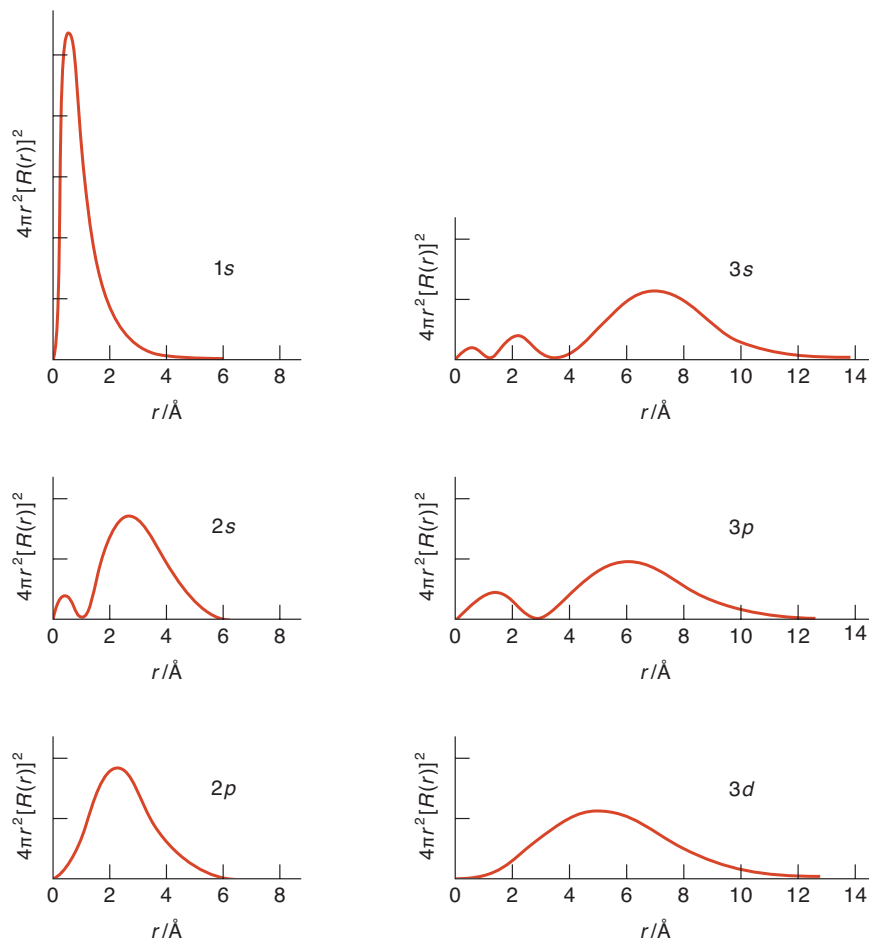 4πr²[R(r)]²
1s
0 2 4 6 8
r/Å
4πr²[R(r)]²
3s
0 2 4 6 8 10 12 14
r/Å
4πr²[R(r)]²
2s
0 2 4 6 8
r/Å
4πr²[R(r)]²
3p
0 2 4 6 8 10 12 14
r/Å
4πr²[R(r)]²
2p
0 2 4 6 8
r/Å
4πr²[R(r)]²
3d
0 2 4 6 8 10 12 14
r/Å